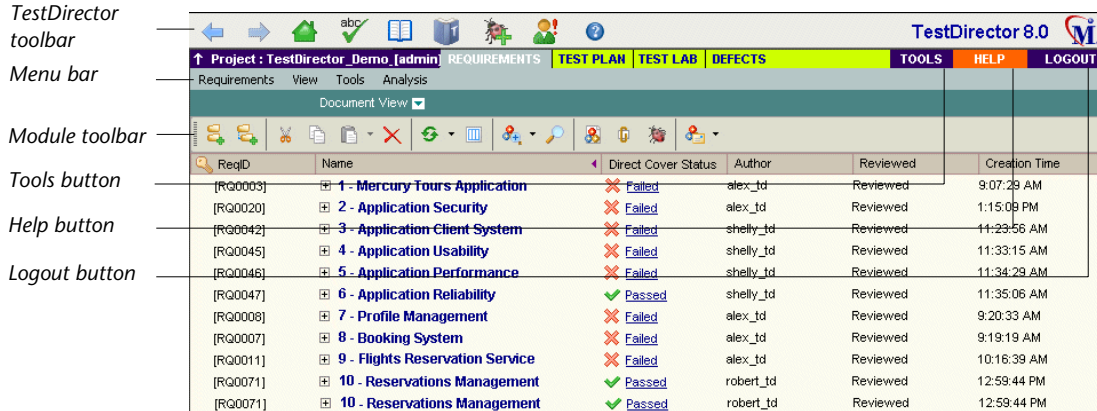 TestDirector
toolbar
Menu bar
Module toolbar
Tools button
Help button
Logout button
abc
TestDirector 8.0
Project : TestDirector_Demo_[admin] REQUIREMENTS TEST PLAN TEST LAB DEFECTS TOOLS HELP LOGOUT
Requirements View Tools Analysis
Document View
ReqID Name Direct Cover Status Author Reviewed Creation Time
[RQ0003] 1 - Mercury Tours Application Failed alex_td Reviewed 9:07:29 AM
[RQ0020] 2 - Application Security Failed alex_td Reviewed 1:15:09 PM
[RQ0042] 3 - Application Client System Failed shelly_td Reviewed 11:23:56 AM
[RQ0045] 4 - Application Usability Failed shelly_td Reviewed 11:33:15 AM
[RQ0046] 5 - Application Performance Failed shelly_td Reviewed 11:34:29 AM
[RQ0047] 6 - Application Reliability Passed shelly_td Reviewed 11:35:06 AM
[RQ0008] 7 - Profile Management Failed alex_td Reviewed 9:20:33 AM
[RQ0007] 8 - Booking System Failed alex_td Reviewed 9:19:19 AM
[RQ0011] 9 - Flights Reservation Service Failed alex_td Reviewed 10:16:39 AM
[RQ0071] 10 - Reservations Management Passed robert_td Reviewed 12:59:44 PM
[RQ0071] 10 - Reservations Management Passed robert_td Reviewed 12:59:44 PM